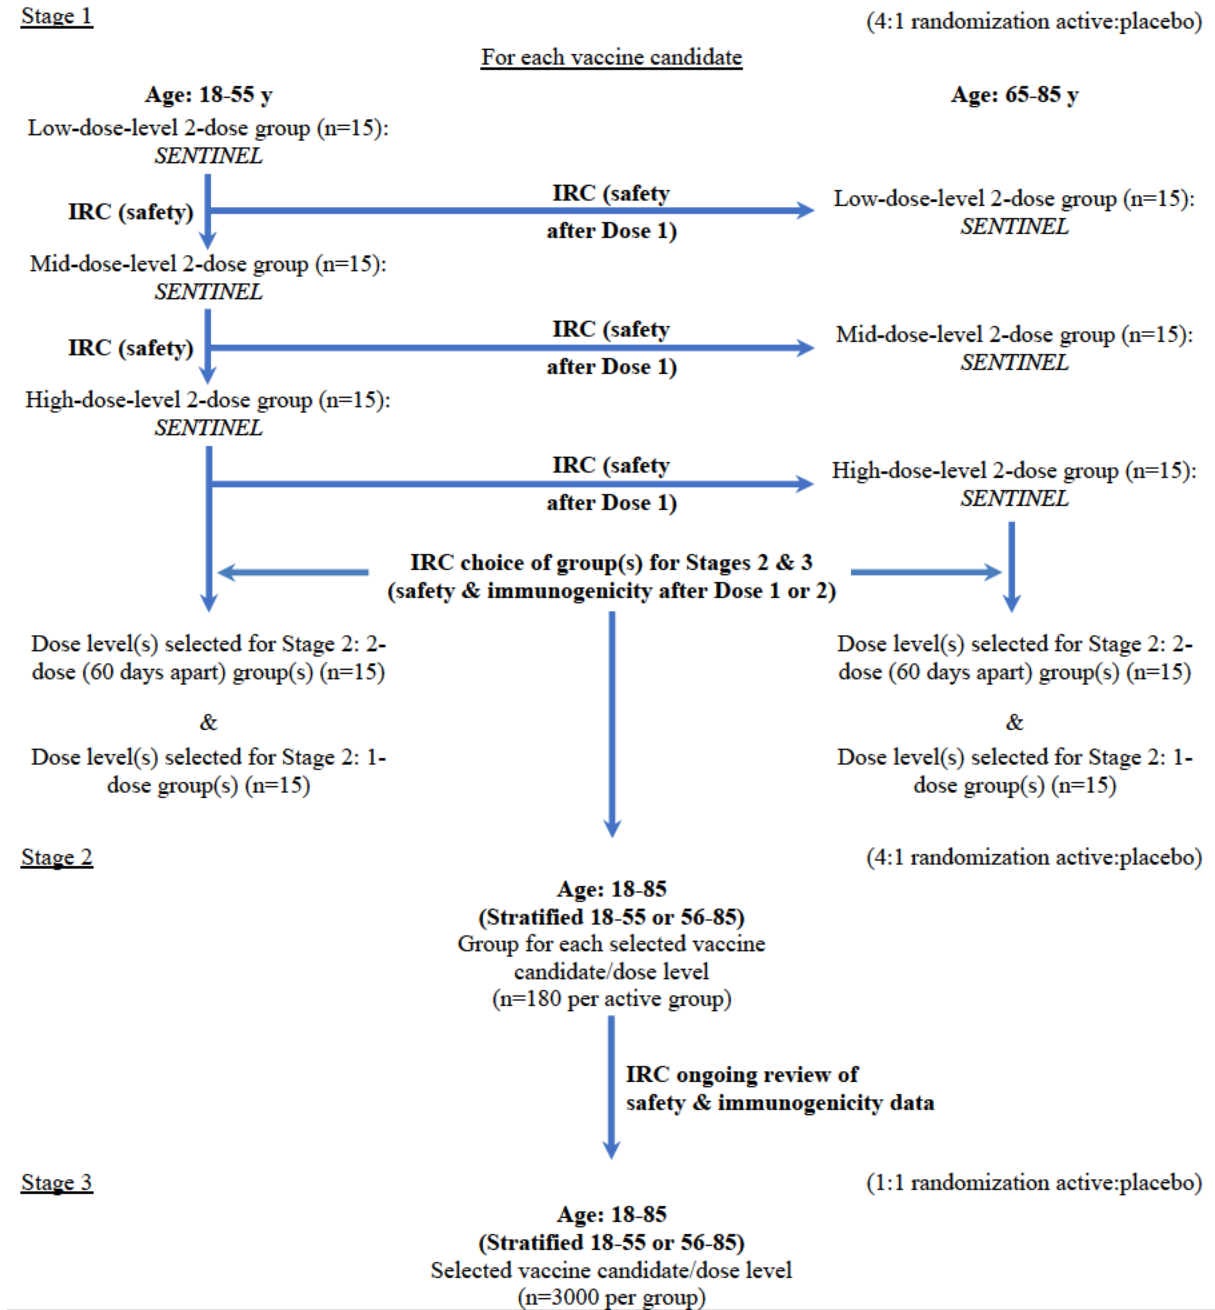 Stage 1
(4:1 randomization active:placebo)
For each vaccine candidate
Age: 18-55 y
Age: 65-85 y
Low-dose-level 2-dose group (n=15):
SENTINEL
IRC (safety)
IRC (safety
after Dose 1)
Low-dose-level 2-dose group (n=15):
SENTINEL
Mid-dose-level 2-dose group (n=15):
SENTINEL
IRC (safety)
IRC (safety
after Dose 1)
Mid-dose-level 2-dose group (n=15):
SENTINEL
High-dose-level 2-dose group (n=15):
SENTINEL
IRC (safety
after Dose 1)
High-dose-level 2-dose group (n=15):
SENTINEL
IRC choice of group(s) for Stages 2 & 3
(safety & immunogenicity after Dose 1 or 2)
Dose level(s) selected for Stage 2: 2-
dose (60 days apart) group(s) (n=15)
&
Dose level(s) selected for Stage 2: 1-
dose group(s) (n=15)
Dose level(s) selected for Stage 2: 2-
dose (60 days apart) group(s) (n=15)
&
Dose level(s) selected for Stage 2: 1-
dose group(s) (n=15)
Stage 2
(4:1 randomization active:placebo)
Age: 18-85
(Stratified 18-55 or 56-85)
Group for each selected vaccine
candidate/dose level
(n=180 per active group)
IRC ongoing review of
safety & immunogenicity data
Stage 3
(1:1 randomization active:placebo)
Age: 18-85
(Stratified 18-55 or 56-85)
Selected vaccine candidate/dose level
(n=3000 per group)